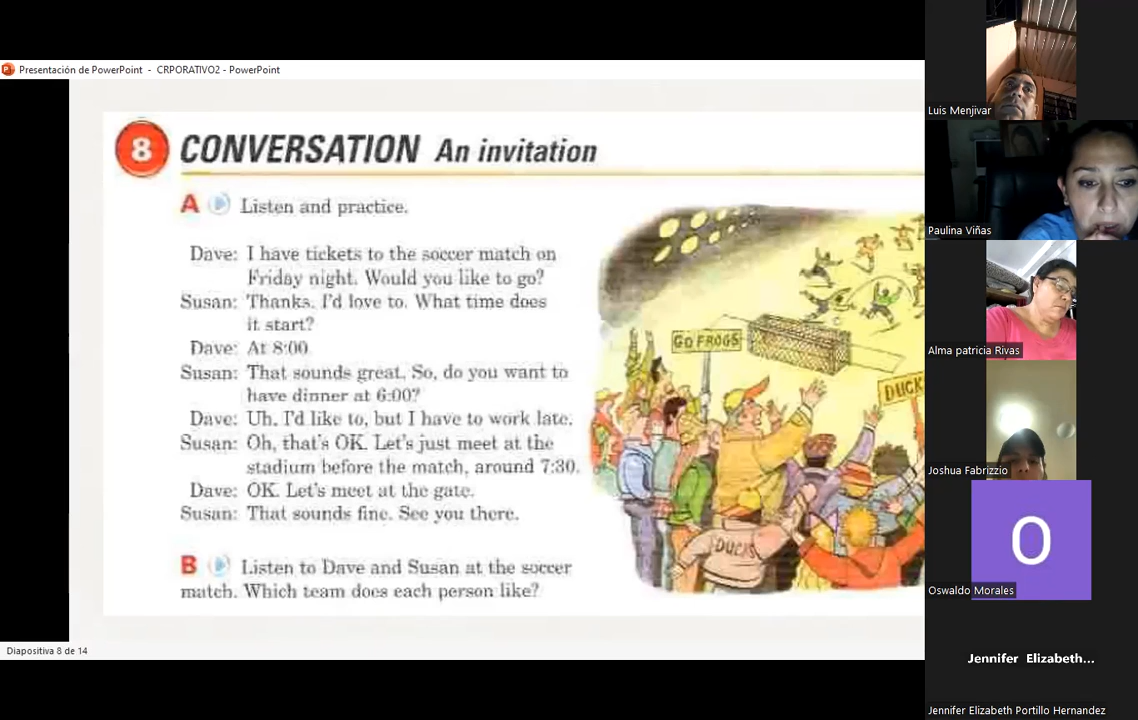 Presentación de PowerPoint - CRPORATIVO2 - PowerPoint
8 CONVERSATION An invitation
A Listen and practice.
Dave: I have tickets to the soccer match on
Friday night. Would you like to go?
Susan: Thanks. I'd love to. What time does
it start?
Dave: At 8:00
Susan: That sounds great. So, do you want to
have dinner at 6:00?
Dave: Uh, I'd like to, but I have to work late.
Susan: Oh, that's OK. Let's just meet at the
stadium before the match, around 7:30.
Dave: OK. Let's meet at the gate.
Susan: That sounds fine. See you there.
B Listen to Dave and Susan at the soccer
match. Which team does each person like?
GO FROGS
DUCK
DUCKS
Diapositiva 8 de 14
Luis Menjivar
Paulina Viñas
Alma patricia Rivas
Joshua Fabrizzio
O
Oswaldo Morales
Jennifer Elizabeth...
Jennifer Elizabeth Portillo Hernandez